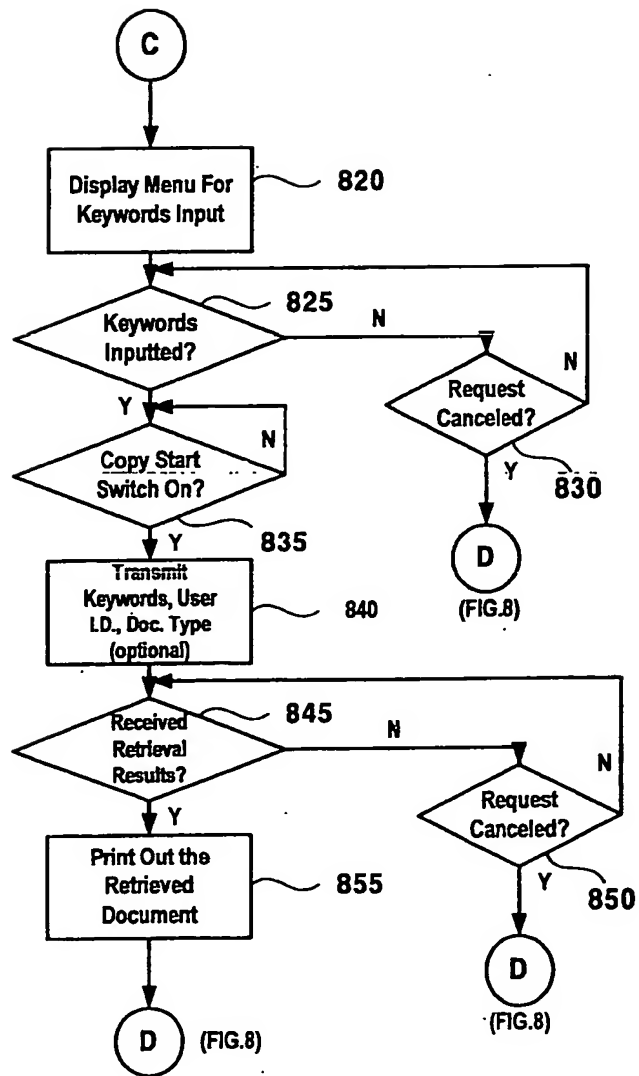 C
Display Menu For
Keywords Input
820
825
Keywords
Inputted?
N
N
Request
Canceled?
830
Y
Y
N
Copy Start
Switch On?
835
D
(FIG.8)
Y
Transmit
Keywords, User
I.D., Doc. Type
(optional)
840
845
Received
Retrieval
Results?
N
N
Request
Canceled?
850
Y
Y
Print Out the
Retrieved
Document
855
D
(FIG.8)
D
(FIG.8)